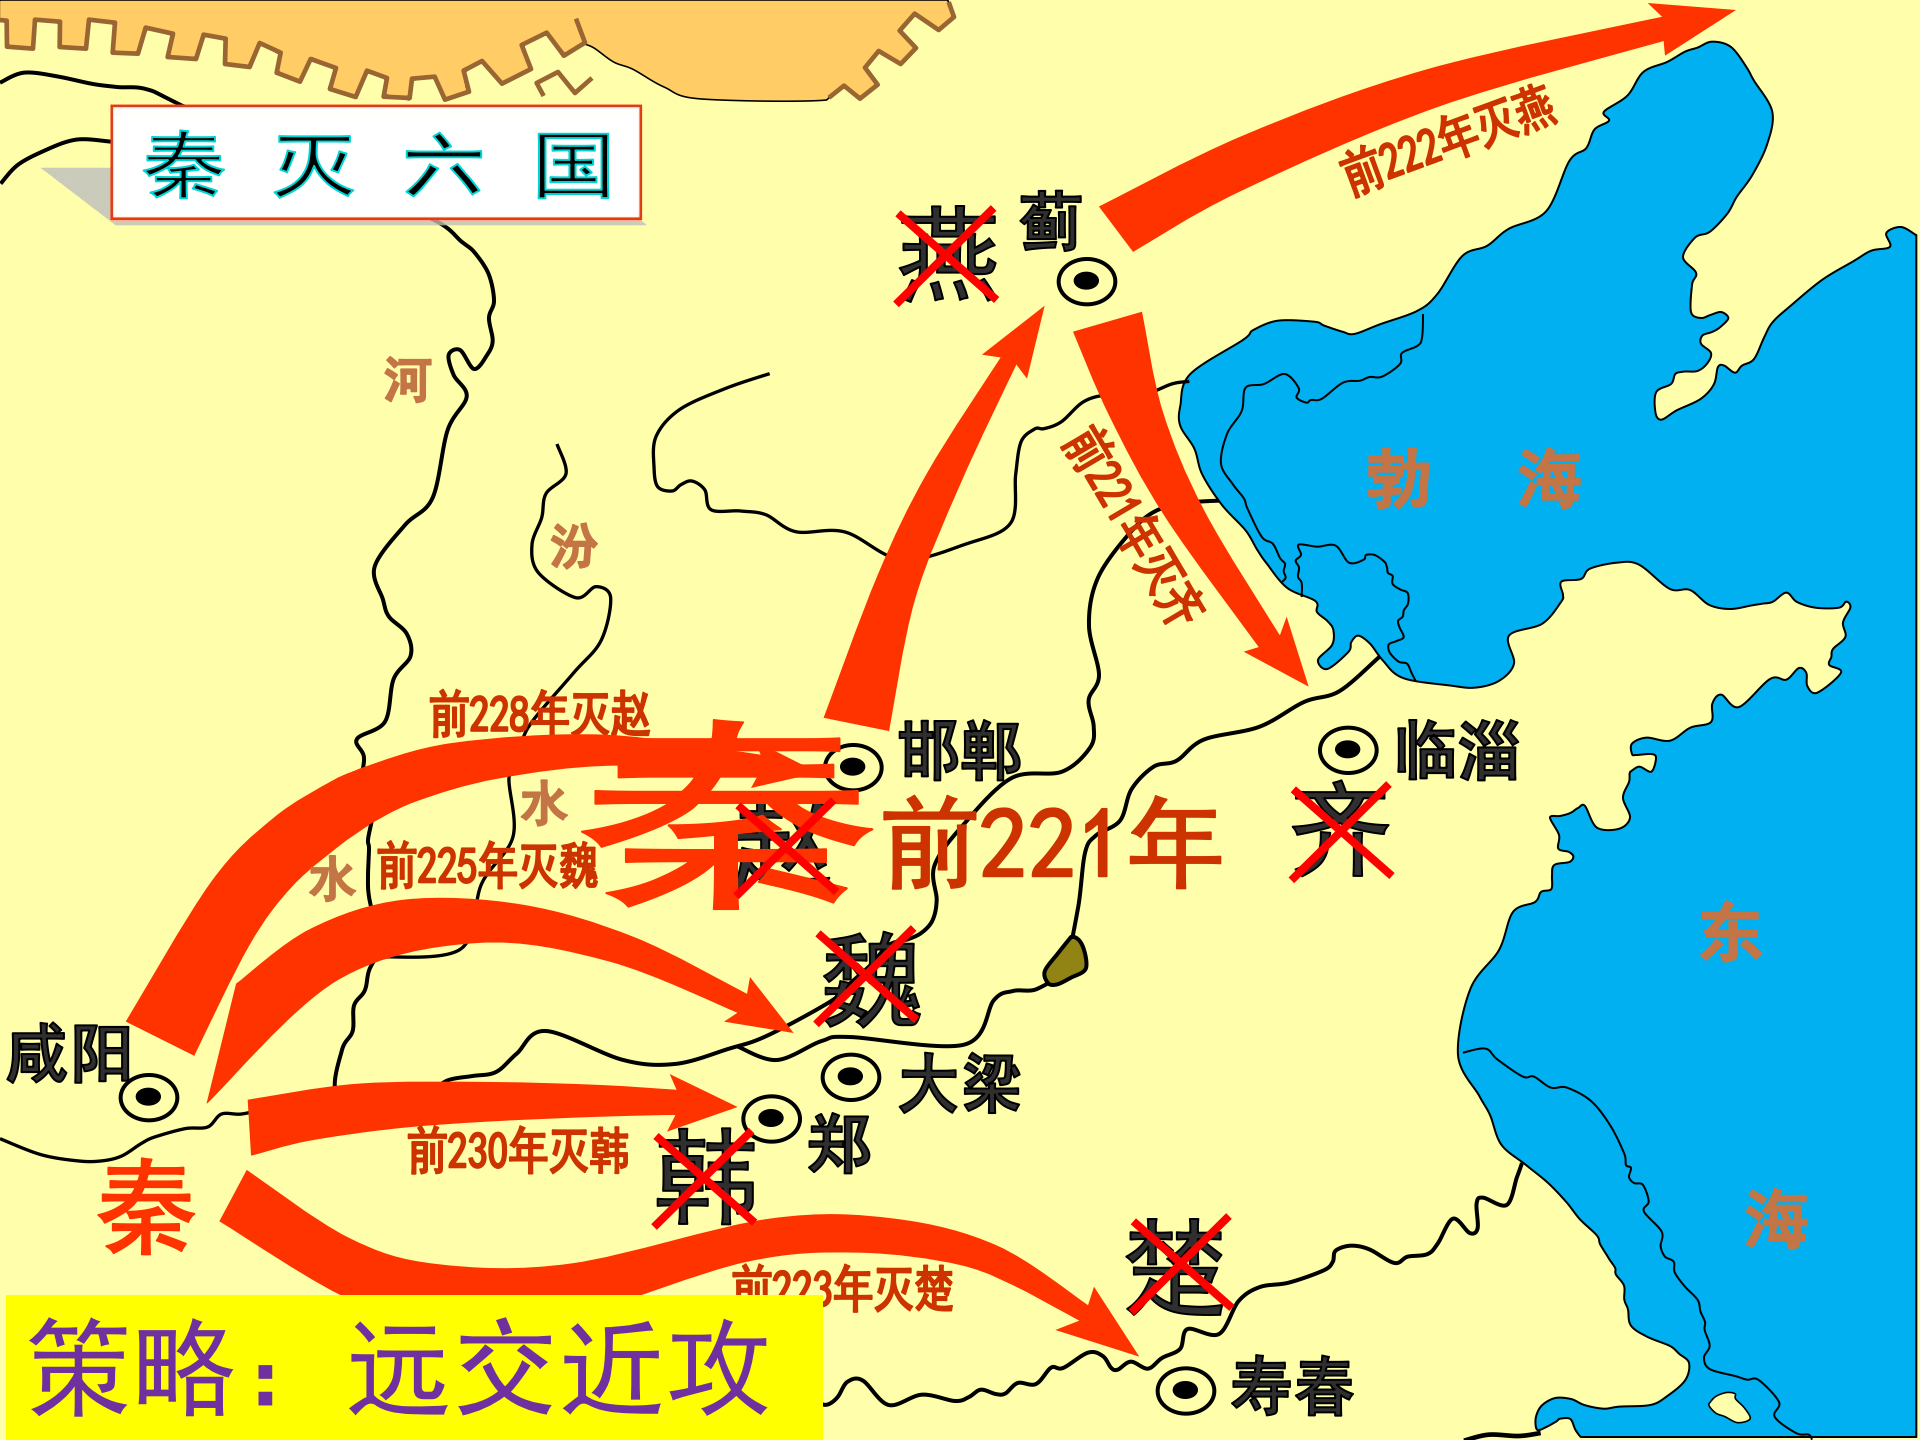 秦灭六国
前222年灭燕
燕
蓟
河
勃海
前221年灭齐
汾
前228年灭赵
邯郸
临淄
水
秦
赵
前221年
齐
水
前225年灭魏
魏
东
咸阳
大梁
郑
前230年灭韩
韩
秦
海
楚
前223年灭楚
寿春
策略：远交近攻